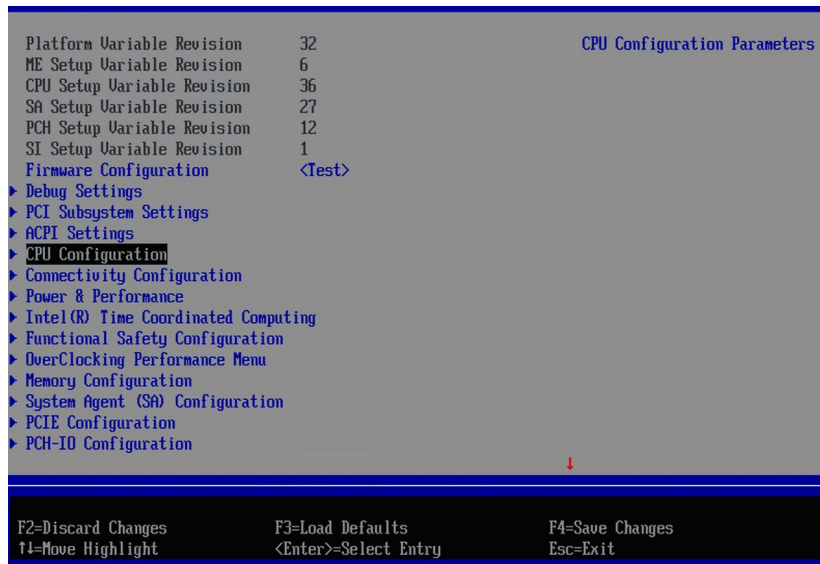 Platform Variable Revision 32 CPU Configuration Parameters
ME Setup Variable Revision 6
CPU Setup Variable Revision 36
SA Setup Variable Revision 27
PCH Setup Variable Revision 12
SI Setup Variable Revision 1
Firmware Configuration <Test>
▶ Debug Settings
▶ PCI Subsystem Settings
▶ ACPI Settings
▶ CPU Configuration
▶ Connectivity Configuration
▶ Power & Performance
▶ Intel(R) Time Coordinated Computing
▶ Functional Safety Configuration
▶ OverClocking Performance Menu
▶ Memory Configuration
▶ System Agent (SA) Configuration
▶ PCIE Configuration
▶ PCH-IO Configuration
↓
F2=Discard Changes F3=Load Defaults F4=Save Changes
↑↓=Move Highlight <Enter>=Select Entry Esc=Exit